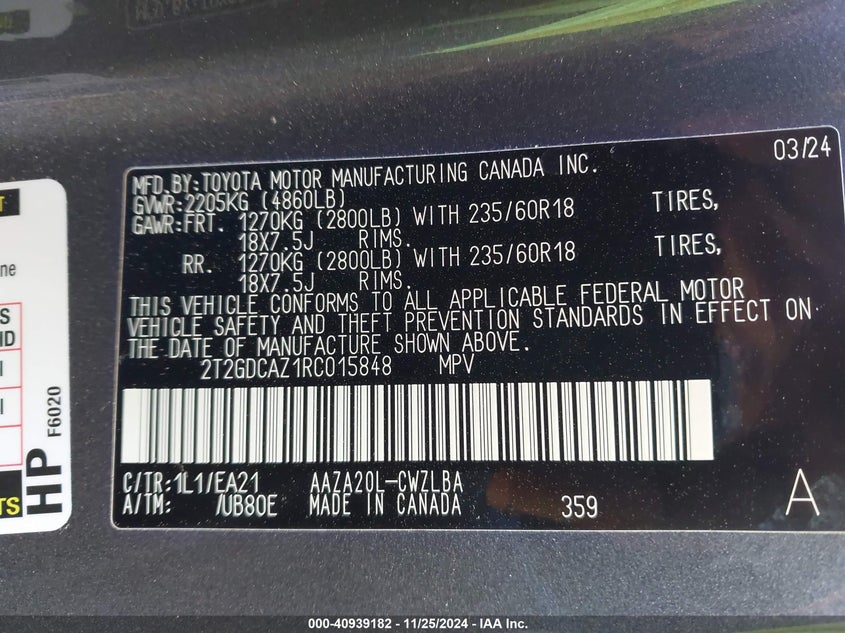 03/24
MFD.BY:TOYOTA MOTOR MANUFACTURING CANADA INC.
GVWR:2205KG (4860LB)
GAWR:FRT. 1270KG (2800LB) WITH 235/60R18 TIRES,
18X7.5J RIMS.
RR. 1270KG (2800LB) WITH 235/60R18 TIRES,
18X7.5J RIMS.
THIS VEHICLE CONFORMS TO ALL APPLICABLE FEDERAL MOTOR
VEHICLE SAFETY AND THEFT PREVENTION STANDARDS IN EFFECT ON
THE DATE OF MANUFACTURE SHOWN ABOVE.
2T2GDCAZ1RC015848 MPV
C/TR:1L1/EA21 AAZA20L-CWZLBA
A/TM: /UB80E MADE IN CANADA 359 A
HP F6020
000-40939182 - 11/25/2024 - IAA Inc.